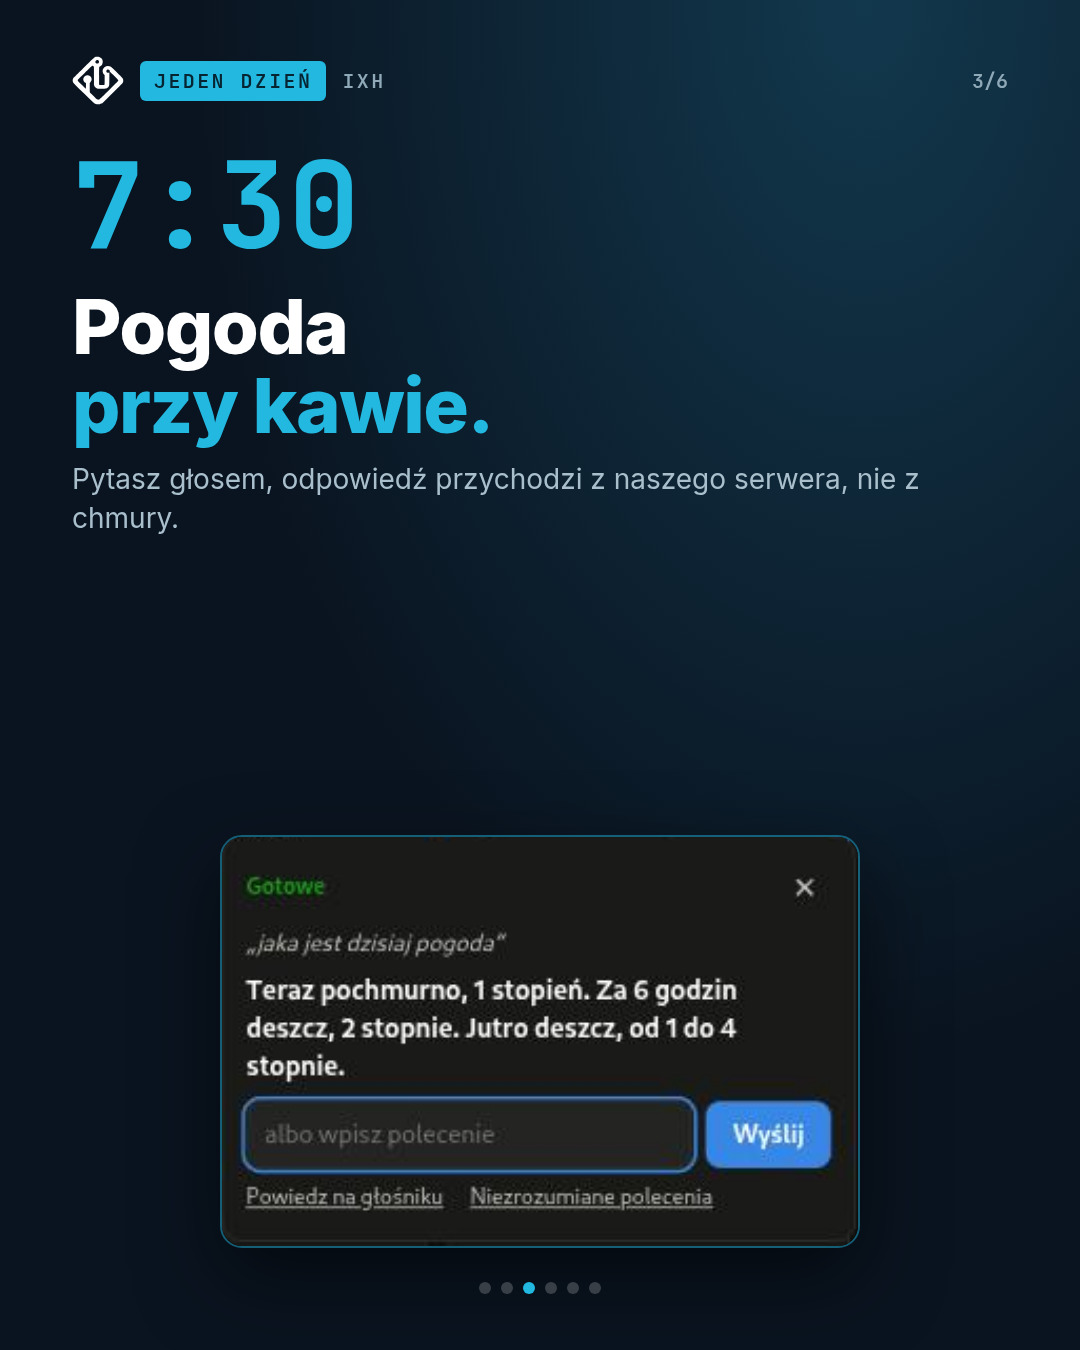 JEDEN DZIEŃ IXH 3/6
7:30
Pogoda
przy kawie.
Pytasz głosem, odpowiedź przychodzi z naszego serwera, nie z
chmury.
Gotowe ✕
„jaka jest dzisiaj pogoda”
Teraz pochmurno, 1 stopień. Za 6 godzin
deszcz, 2 stopnie. Jutro deszcz, od 1 do 4
stopnie.
albo wpisz polecenie Wyślij
Powiedz na głośniku Niezrozumiane polecenia